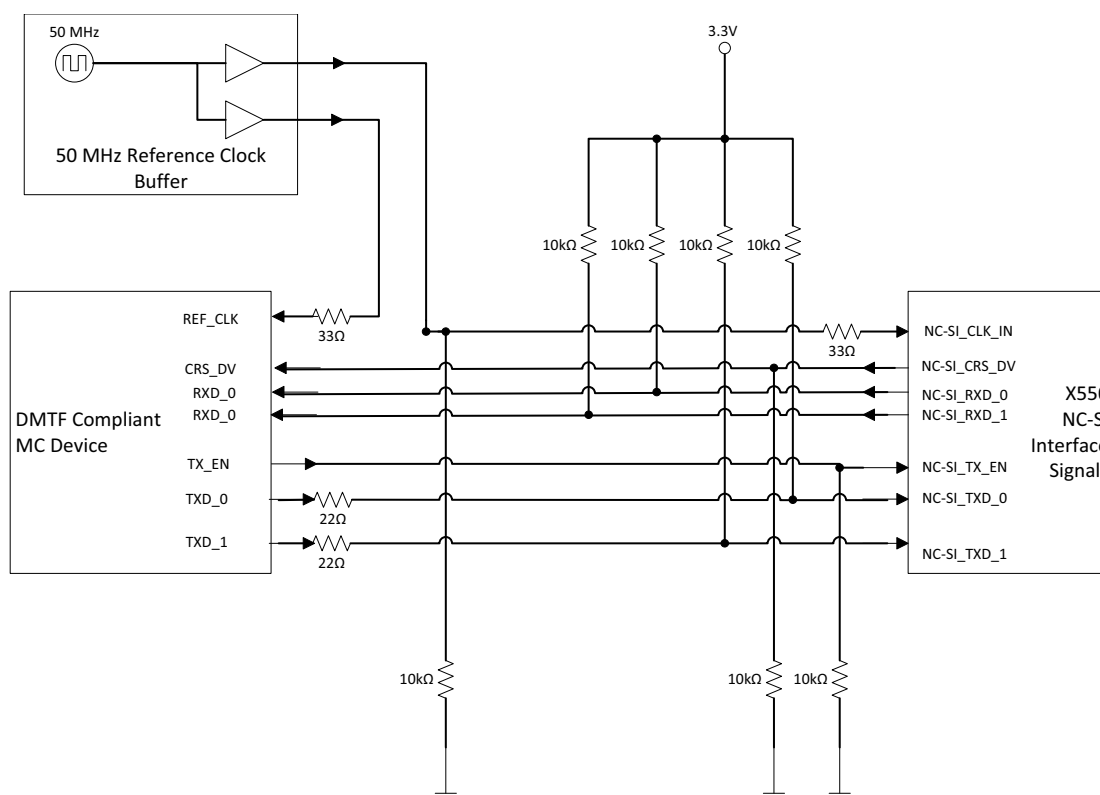 50 MHz
50 MHz Reference Clock
Buffer
3.3V
10kΩ
10kΩ
10kΩ
10kΩ
REF_CLK
33Ω
33Ω
NC-SI_CLK_IN
CRS_DV
NC-SI_CRS_DV
RXD_0
NC-SI_RXD_0
RXD_0
NC-SI_RXD_1
DMTF Compliant
MC Device
X550
NC-S
Interface
Signal
TX_EN
NC-SI_TX_EN
TXD_0
22Ω
NC-SI_TXD_0
TXD_1
22Ω
NC-SI_TXD_1
10kΩ
10kΩ
10kΩ